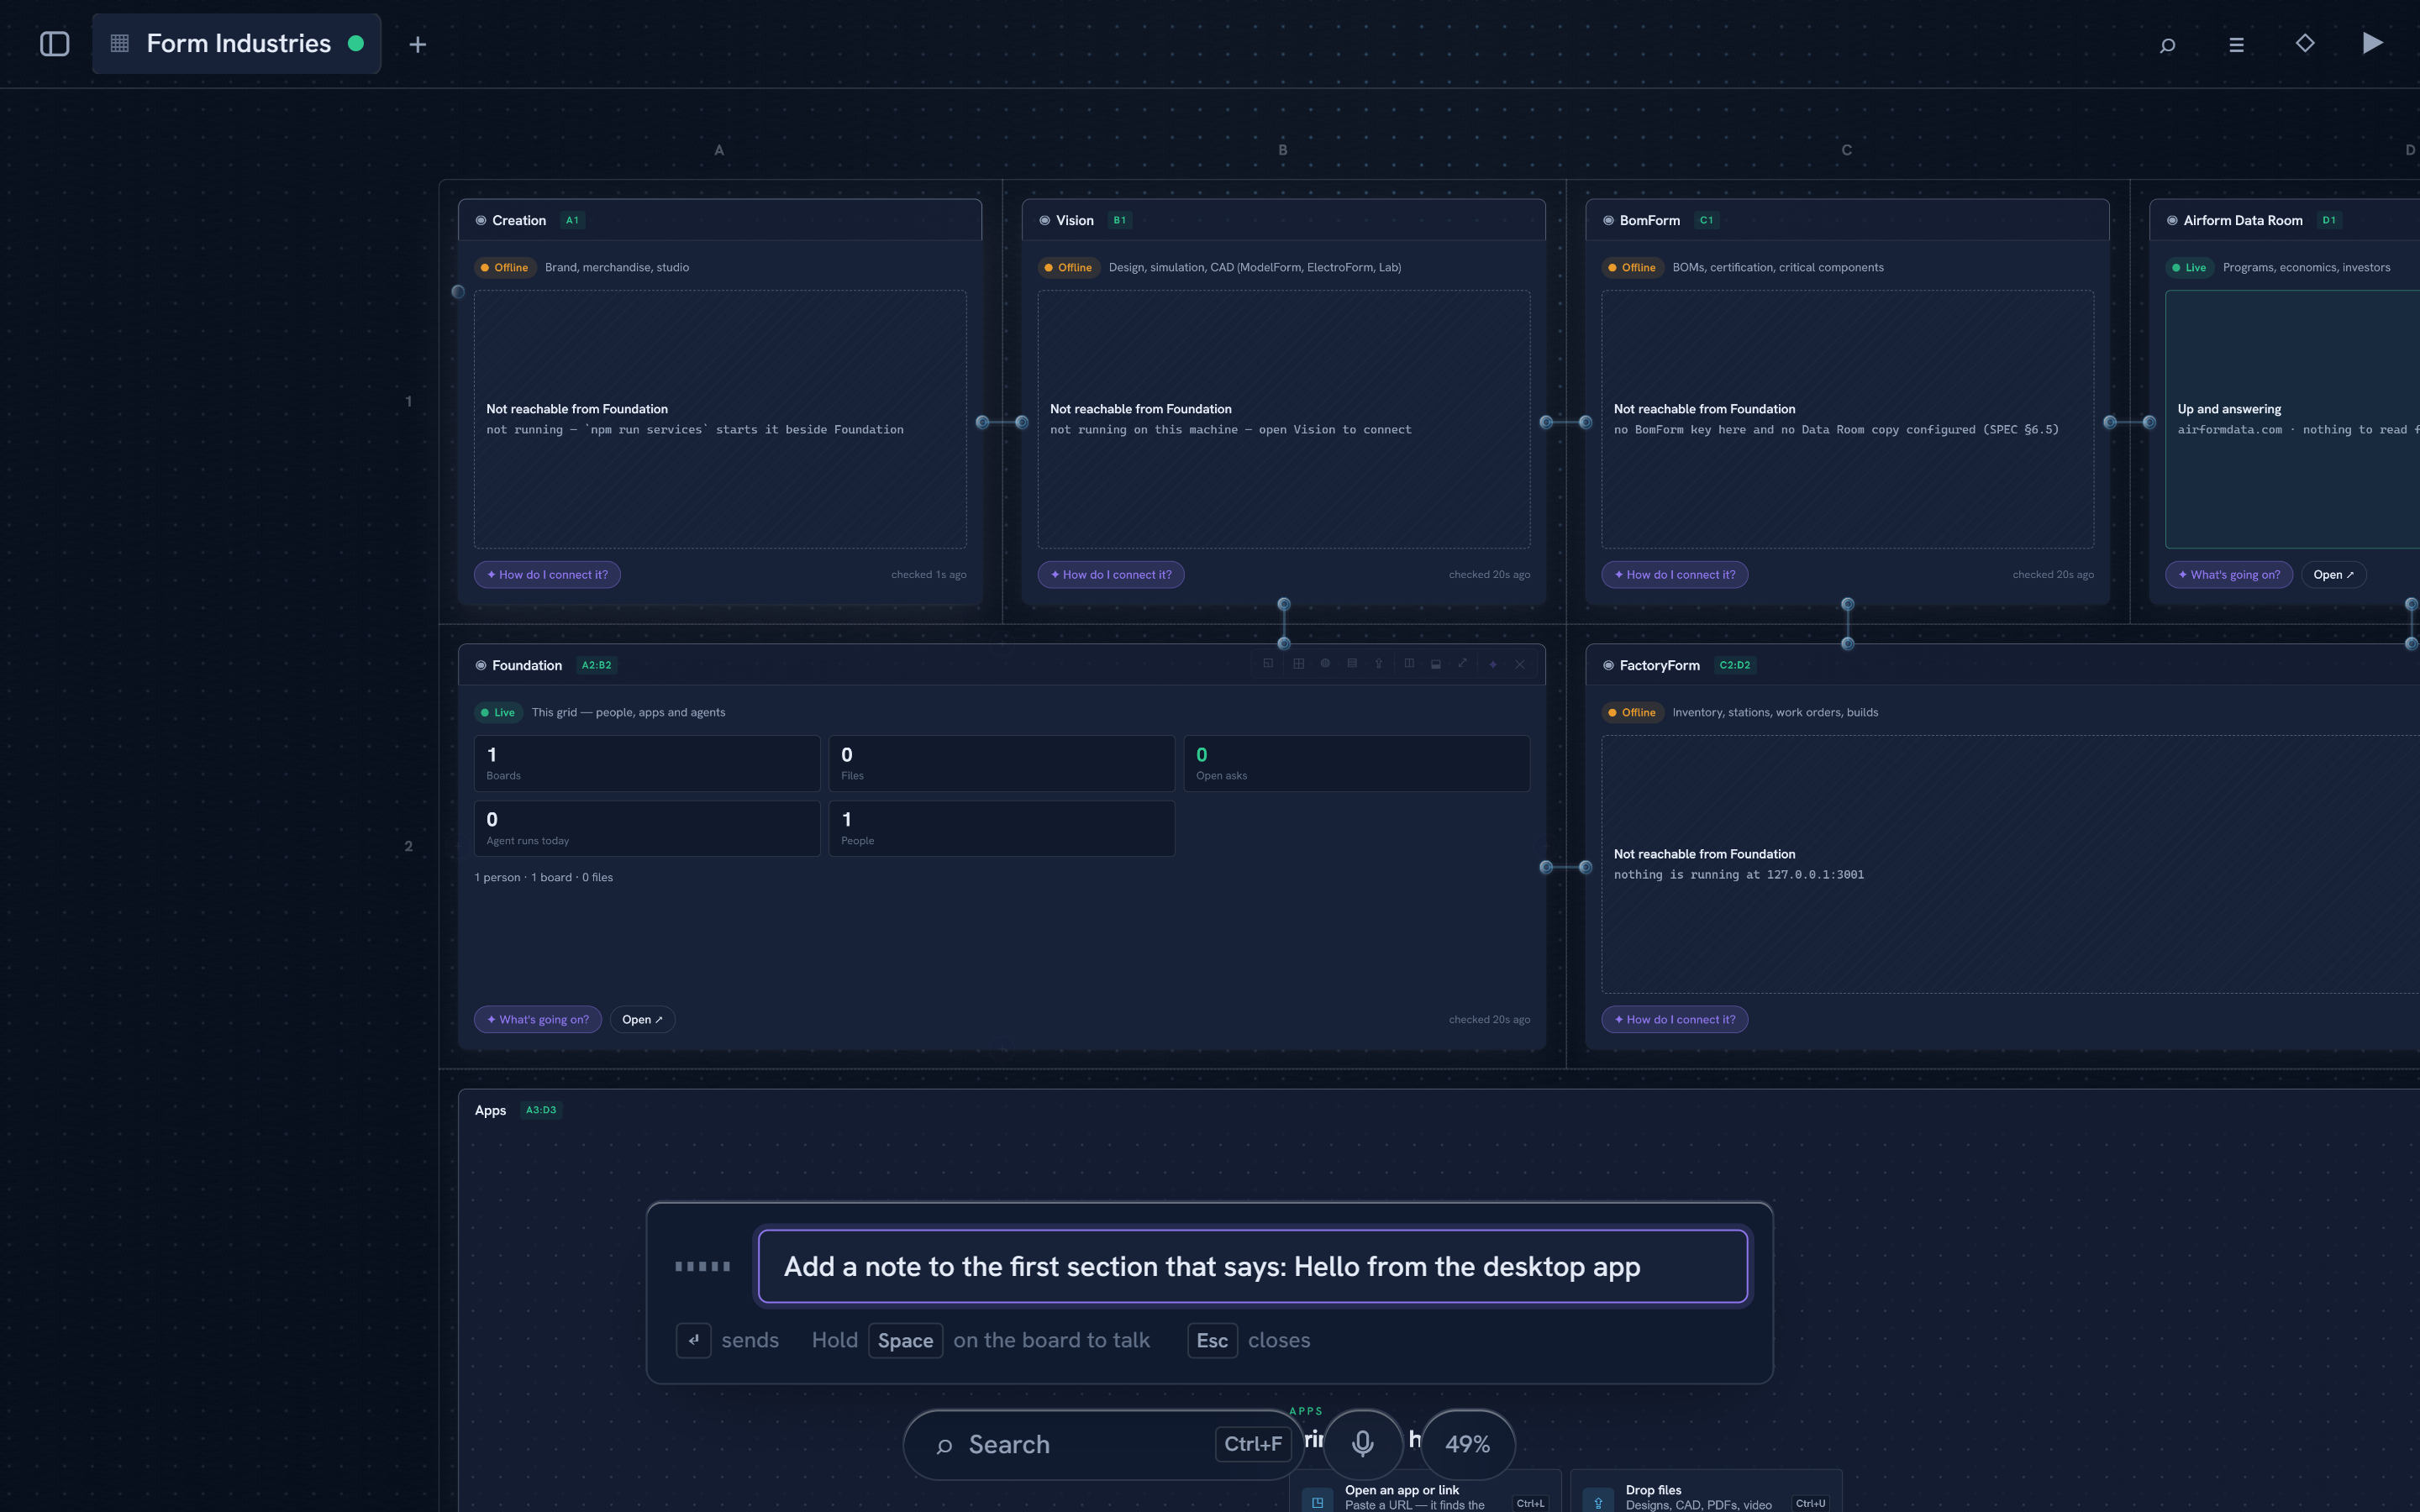 Form Industries
A B C D
1
Creation A1
Offline Brand, merchandise, studio
Not reachable from Foundation
not running — `npm run services` starts it beside Foundation
✦ How do I connect it? checked 1s ago
Vision B1
Offline Design, simulation, CAD (ModelForm, ElectroForm, Lab)
Not reachable from Foundation
not running on this machine — open Vision to connect
✦ How do I connect it? checked 20s ago
BomForm C1
Offline BOMs, certification, critical components
Not reachable from Foundation
no BomForm key here and no Data Room copy configured (SPEC §6.5)
✦ How do I connect it? checked 20s ago
Airform Data Room D1
Live Programs, economics, investors
Up and answering
airformdata.com · nothing to read
✦ What's going on? Open ↗
2
Foundation A2:B2
Live This grid — people, apps and agents
1
Boards
0
Files
0
Open asks
0
Agent runs today
1
People
1 person · 1 board · 0 files
✦ What's going on? Open ↗ checked 20s ago
FactoryForm C2:D2
Offline Inventory, stations, work orders, builds
Not reachable from Foundation
nothing is running at 127.0.0.1:3001
✦ How do I connect it?
Apps A3:D3
Add a note to the first section that says: Hello from the desktop app
↵ sends Hold Space on the board to talk Esc closes
APPS
Search Ctrl+F 49%
Open an app or link
Paste a URL — it finds the Ctrl+L
Drop files
Designs, CAD, PDFs, video Ctrl+U